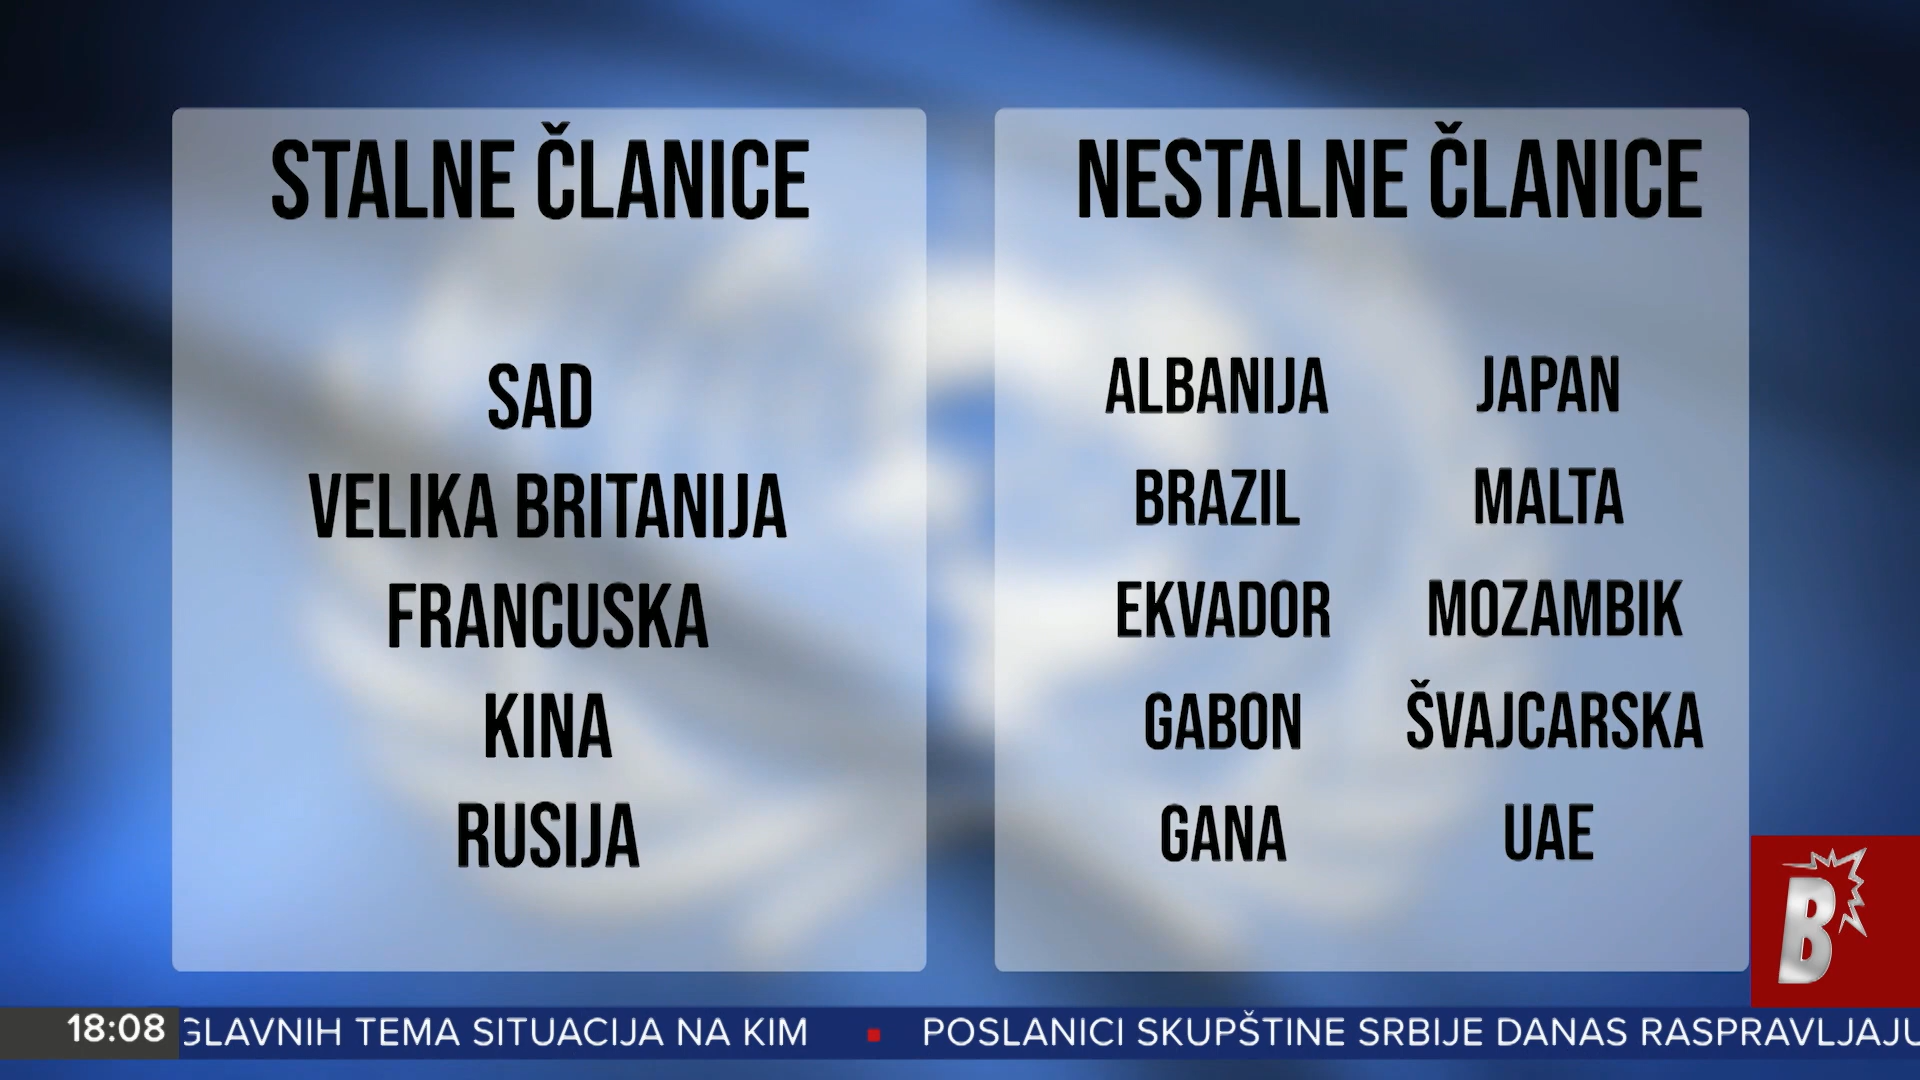 STALNE ČLANICE
SAD
VELIKA BRITANIJA
FRANCUSKA
KINA
RUSIJA
NESTALNE ČLANICE
ALBANIJA
BRAZIL
EKVADOR
GABON
GANA
JAPAN
MALTA
MOZAMBIK
ŠVAJCARSKA
UAE
B
18:08
GLAVNIH TEMA SITUACIJA NA KIM ▪ POSLANICI SKUPŠTINE SRBIJE DANAS RASPRAVLJAJU